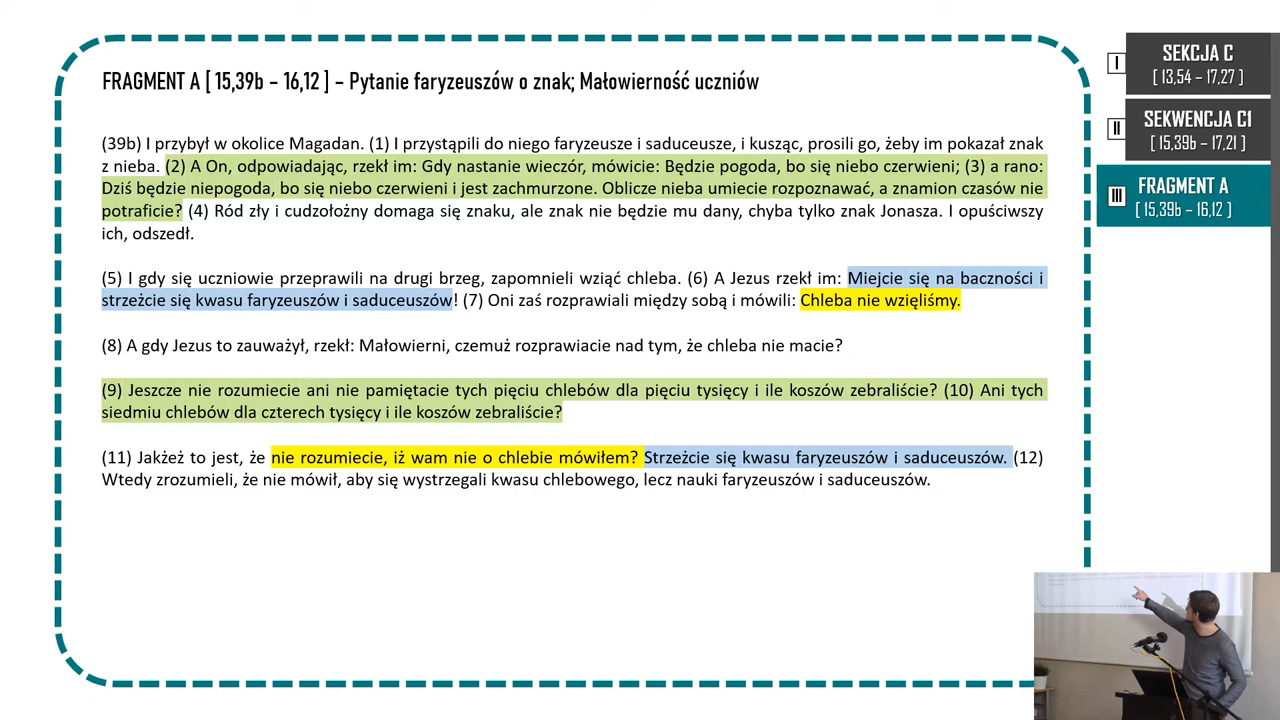 FRAGMENT A [ 15,39b – 16,12 ] – Pytanie faryzeuszów o znak; Małowierność uczniów
(39b) I przybył w okolice Magadan. (1) I przystąpili do niego faryzeusze i saduceusze, i kusząc, prosili go, żeby im pokazał znak
z nieba. (2) A On, odpowiadając, rzekł im: Gdy nastanie wieczór, mówicie: Będzie pogoda, bo się niebo czerwieni; (3) a rano:
Dziś będzie niepogoda, bo się niebo czerwieni i jest zachmurzone. Oblicze nieba umiecie rozpoznawać, a znamion czasów nie
potraficie? (4) Ród zły i cudzołożny domaga się znaku, ale znak nie będzie mu dany, chyba tylko znak Jonasza. I opuściwszy
ich, odszedł.
(5) I gdy się uczniowie przeprawili na drugi brzeg, zapomnieli wziąć chleba. (6) A Jezus rzekł im: Miejcie się na baczności i
strzeżcie się kwasu faryzeuszów i saduceuszów! (7) Oni zaś rozprawiali między sobą i mówili: Chleba nie wzięliśmy.
(8) A gdy Jezus to zauważył, rzekł: Małowierni, czemuż rozprawiacie nad tym, że chleba nie macie?
(9) Jeszcze nie rozumiecie ani nie pamiętacie tych pięciu chlebów dla pięciu tysięcy i ile koszów zebraliście? (10) Ani tych
siedmiu chlebów dla czterech tysięcy i ile koszów zebraliście?
(11) Jakżeż to jest, że nie rozumiecie, iż wam nie o chlebie mówiłem? Strzeżcie się kwasu faryzeuszów i saduceuszów. (12)
Wtedy zrozumieli, że nie mówił, aby się wystrzegali kwasu chlebowego, lecz nauki faryzeuszów i saduceuszów.
I
SEKCJA C
[ 13,54 – 17,27 ]
II
SEKWENCJA C1
[ 15,39b – 17,21 ]
III
FRAGMENT A
[ 15,39b – 16,12 ]